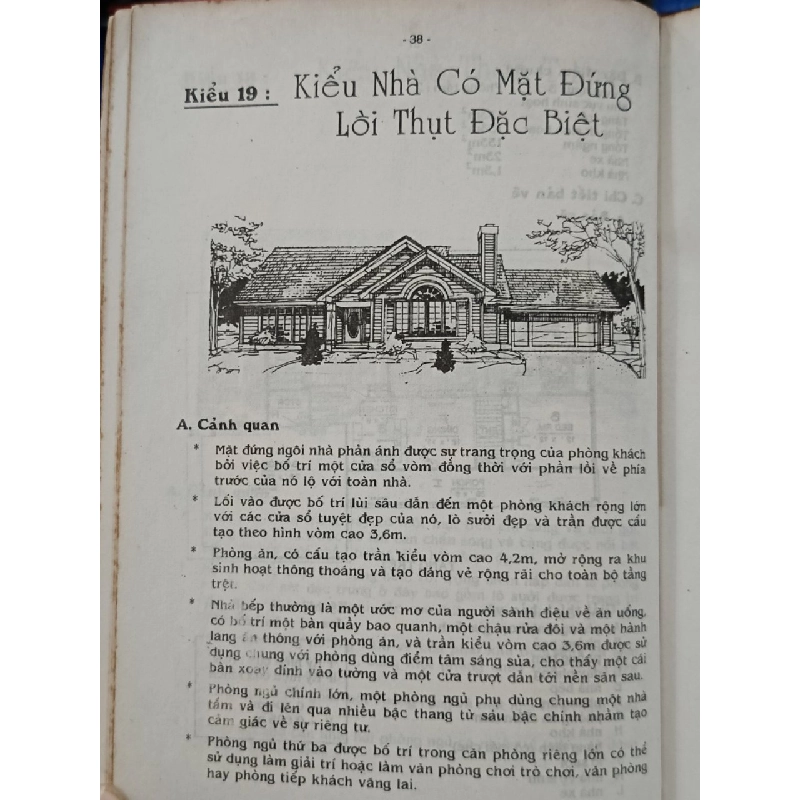 - 38 -
Kiểu 19 : Kiểu Nhà Có Mặt Đứng
Lồi Thụt Đặc Biệt
A. Cảnh quan
* Mặt đứng ngôi nhà phản ánh được sự trang trọng của phòng khách
bởi việc bố trí một cửa sổ vòm đồng thời với phần lồi về phía
trước của nó lộ với toàn nhà.
* Lối vào được bố trí lùi sâu dẫn đến một phòng khách rộng lớn
với các cửa sổ tuyệt đẹp của nó, lò sưởi đẹp và trần được cấu
tạo theo hình vòm cao 3,6m.
* Phòng ăn, có cấu tạo trần kiểu vòm cao 4,2m, mở rộng ra khu
sinh hoạt thông thoáng và tạo dáng vẻ rộng rãi cho toàn bộ tầng
trệt.
* Nhà bếp thường là một ước mơ của người sành điệu về ăn uống,
có bố trí một bàn quầy bao quanh, một chậu rửa đôi và một hành
lang ăn thông với phòng ăn, và trần kiểu vòm cao 3,6m được sử
dụng chung với phòng dùng điểm tâm sáng sủa, cho thấy một cái
bàn xoay dính vào tường và một cửa trượt dẫn tới nền sân sau.
* Phòng ngủ chính lớn, một phòng ngủ phụ dùng chung một nhà
tắm và đi lên qua nhiều bậc thang từ sáu bậc chính nhằm tạo
cảm giác về sự riêng tư.
* Phòng ngủ thứ ba được bố trí trong căn phòng riêng lớn có thể
sử dụng làm giải trí hoặc làm văn phòng chơi trò chơi, văn phòng
hay phòng tiếp khách vãng lai.